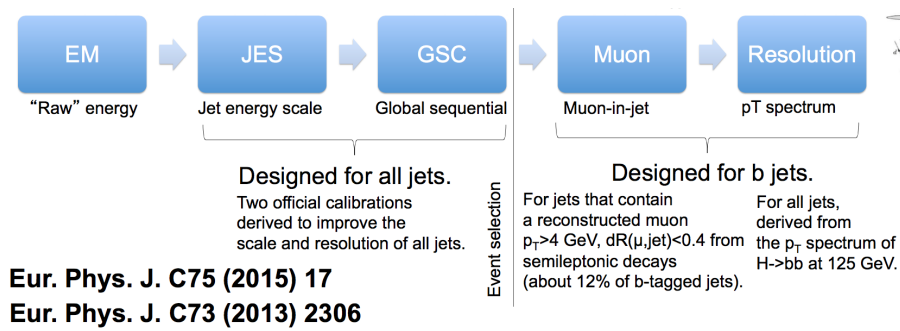 EM
JES
GSC
Muon
Resolution
“Raw” energy
Jet energy scale
Global sequential
Muon-in-jet
pT spectrum
Designed for all jets.
Two official calibrations
derived to improve the
scale and resolution of all jets.
Event selection
Designed for b jets.
For jets that contain
a reconstructed muon
pT>4 GeV, dR(μ,jet)<0.4 from
semileptonic decays
(about 12% of b-tagged jets).
For all jets,
derived from
the pT spectrum of
H->bb at 125 GeV.
Eur. Phys. J. C75 (2015) 17
Eur. Phys. J. C73 (2013) 2306